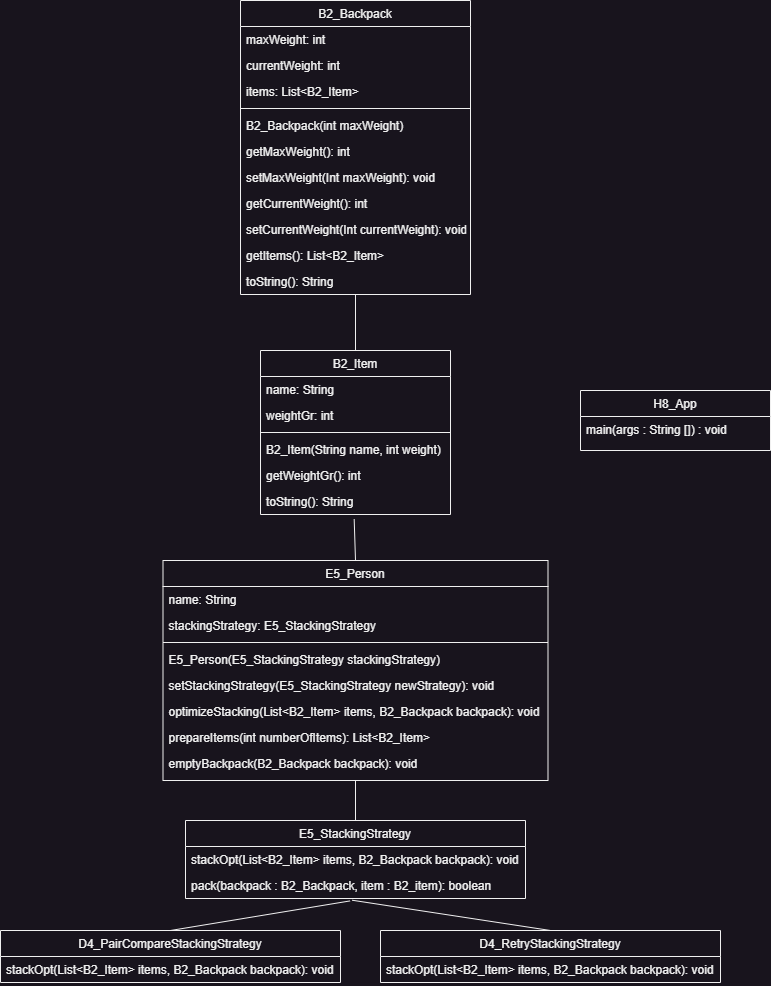 B2_Backpack
maxWeight: int
currentWeight: int
items: List<B2_Item>
B2_Backpack(int maxWeight)
getMaxWeight(): int
setMaxWeight(Int maxWeight): void
getCurrentWeight(): int
setCurrentWeight(Int currentWeight): void
getItems(): List<B2_Item>
toString(): String
B2_Item
name: String
weightGr: int
B2_Item(String name, int weight)
getWeightGr(): int
toString(): String
H8_App
main(args : String []) : void
E5_Person
name: String
stackingStrategy: E5_StackingStrategy
E5_Person(E5_StackingStrategy stackingStrategy)
setStackingStrategy(E5_StackingStrategy newStrategy): void
optimizeStacking(List<B2_Item> items, B2_Backpack backpack): void
prepareItems(int numberOfItems): List<B2_Item>
emptyBackpack(B2_Backpack backpack): void
E5_StackingStrategy
stackOpt(List<B2_Item> items, B2_Backpack backpack): void
pack(backpack : B2_Backpack, item : B2_item): boolean
D4_PairCompareStackingStrategy
stackOpt(List<B2_Item> items, B2_Backpack backpack): void
D4_RetryStackingStrategy
stackOpt(List<B2_Item> items, B2_Backpack backpack): void